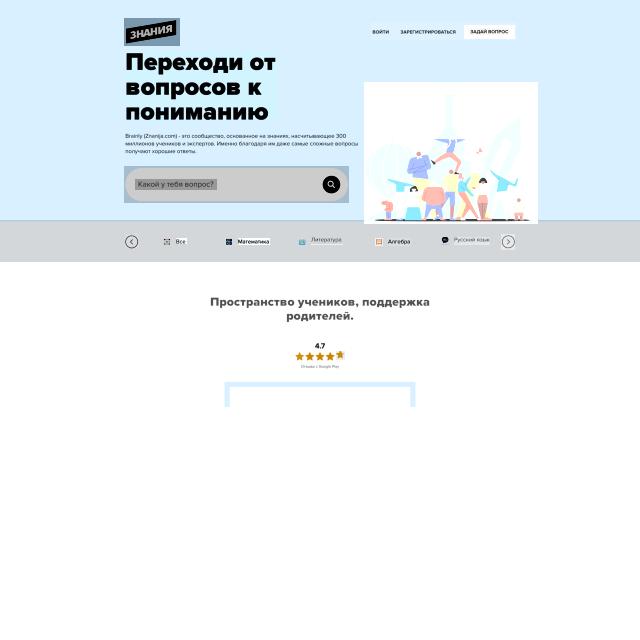 ЗНАНИЯ
ВОЙТИ
ЗАРЕГИСТРИРОВАТЬСЯ
ЗАДАЙ ВОПРОС
Переходи от
вопросов к
пониманию
Brainly (Znanija.com) - это сообщество, основанное на знаниях, насчитывающее 300
миллионов учеников и экспертов. Именно благодаря им даже самые сложные вопросы
получают хорошие ответы.
Какой у тебя вопрос?
Все
Математика
Литература
Алгебра
Русский язык
Пространство учеников, поддержка
родителей.
4.7
Отзывы с Google Play